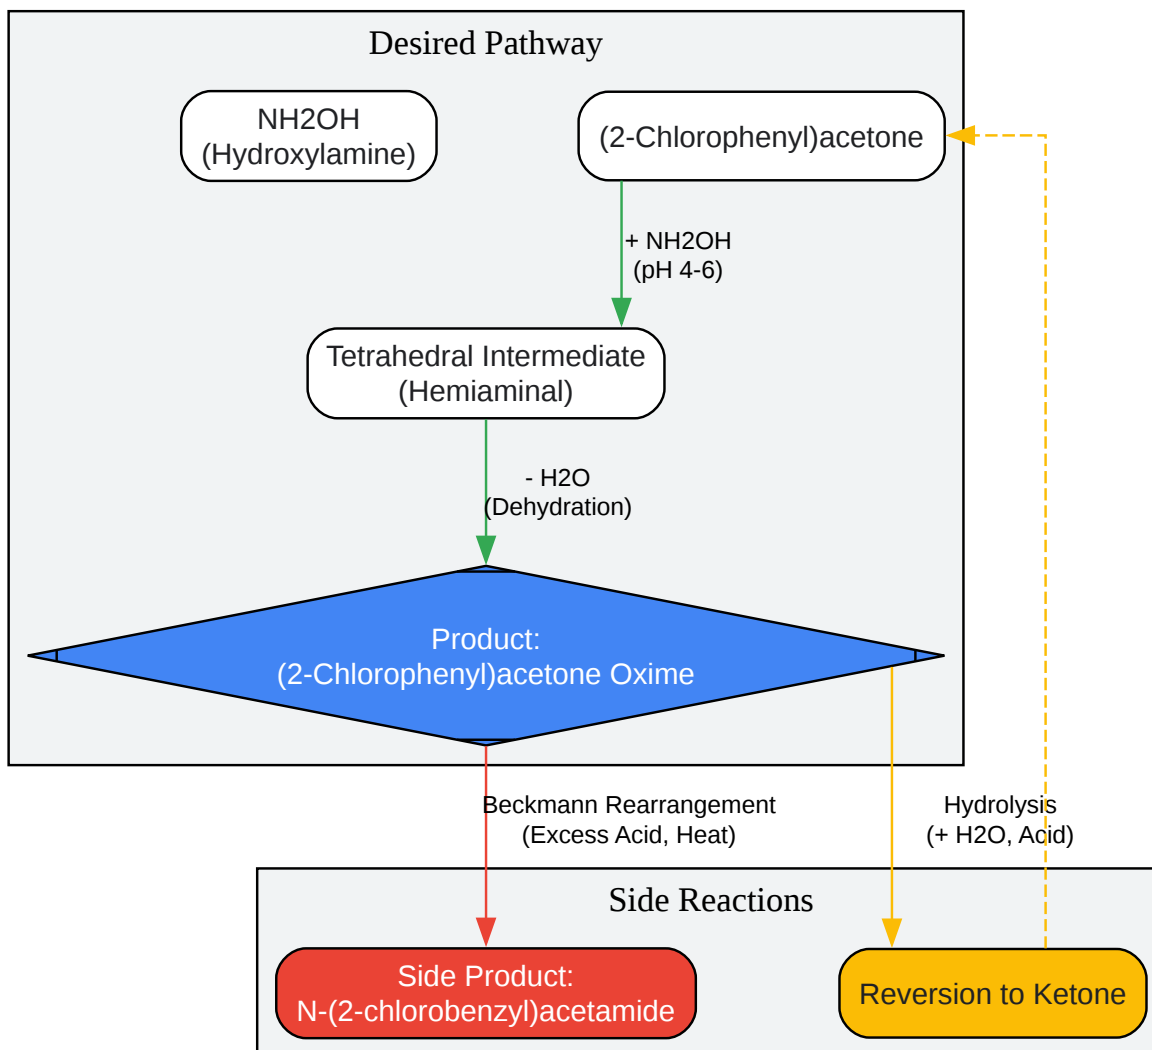 Desired Pathway
NH2OH
(Hydroxylamine)
(2-Chlorophenyl)acetone
+ NH2OH
(pH 4-6)
Tetrahedral Intermediate
(Hemiaminal)
- H2O
(Dehydration)
Product:
(2-Chlorophenyl)acetone Oxime
Beckmann Rearrangement
(Excess Acid, Heat)
Hydrolysis
(+ H2O, Acid)
Side Reactions
Side Product:
N-(2-chlorobenzyl)acetamide
Reversion to Ketone